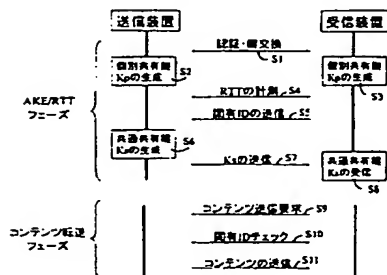 送信装置
受信装置
認証・鍵交換
S1
個別共有鍵
Kpの生成
S2
個別共有鍵
Kpの生成
S3
AKE/RTT
フェーズ
RTTの計測
S4
固有IDの送信
S5
共通共有鍵
Ksの生成
S6
Ksの送信
S7
共通共有鍵
Ksの受信
S8
コンテンツ送信要求
S9
コンテンツ転送
フェーズ
固有IDチェック
S10
コンテンツの送信
S11